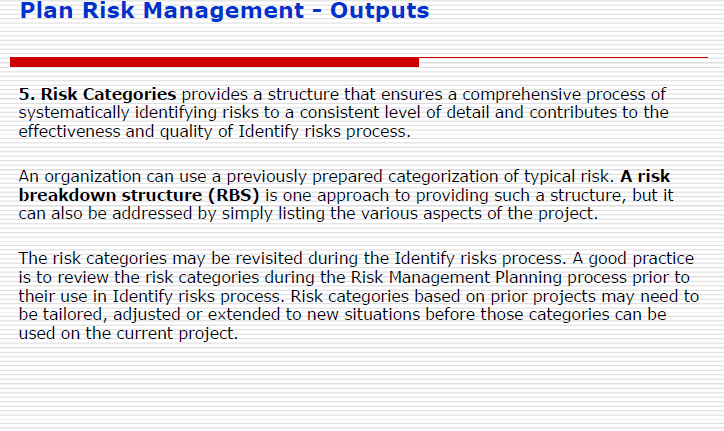 Plan Risk Management - Outputs
5. Risk Categories provides a structure that ensures a comprehensive process of
systematically identifying risks to a consistent level of detail and contributes to the
effectiveness and quality of Identify risks process.
An organization can use a previously prepared categorization of typical risk. A risk
breakdown structure (RBS) is one approach to providing such a structure, but it
can also be addressed by simply listing the various aspects of the project.
The risk categories may be revisited during the Identify risks process. A good practice
is to review the risk categories during the Risk Management Planning process prior to
their use in Identify risks process. Risk categories based on prior projects may need to
be tailored, adjusted or extended to new situations before those categories can be
used on the current project.